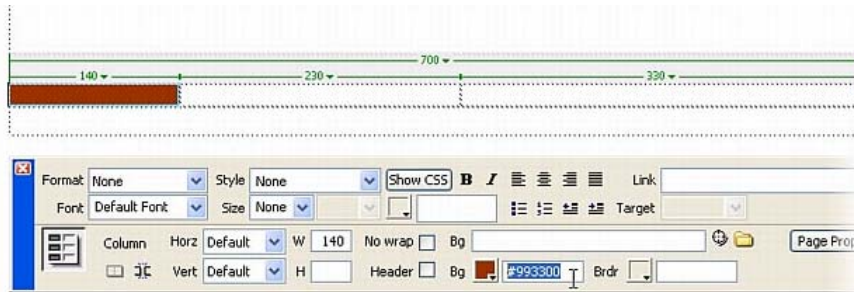 700
140 230 330
Format None Style None Show CSS B I Link
Font Default Font Size None Target
Column Horz Default W 140 No wrap Bg Page Prop
Vert Default H Header Bg #993300 Brdr